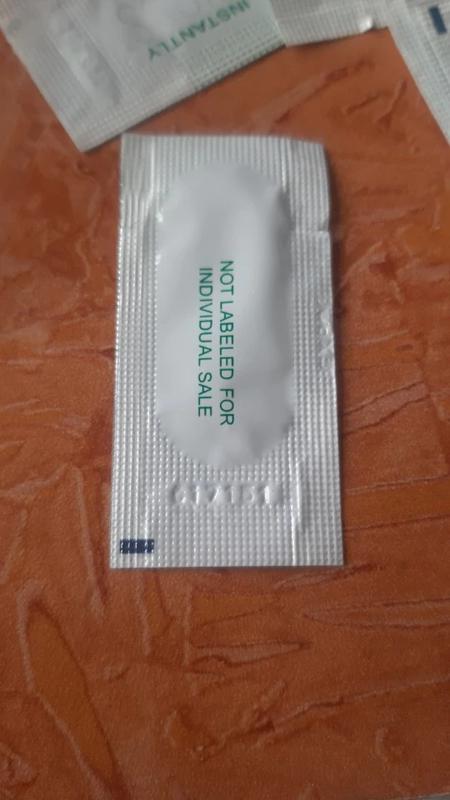 INSTANTLY
NOT LABELED FOR
INDIVIDUAL SALE